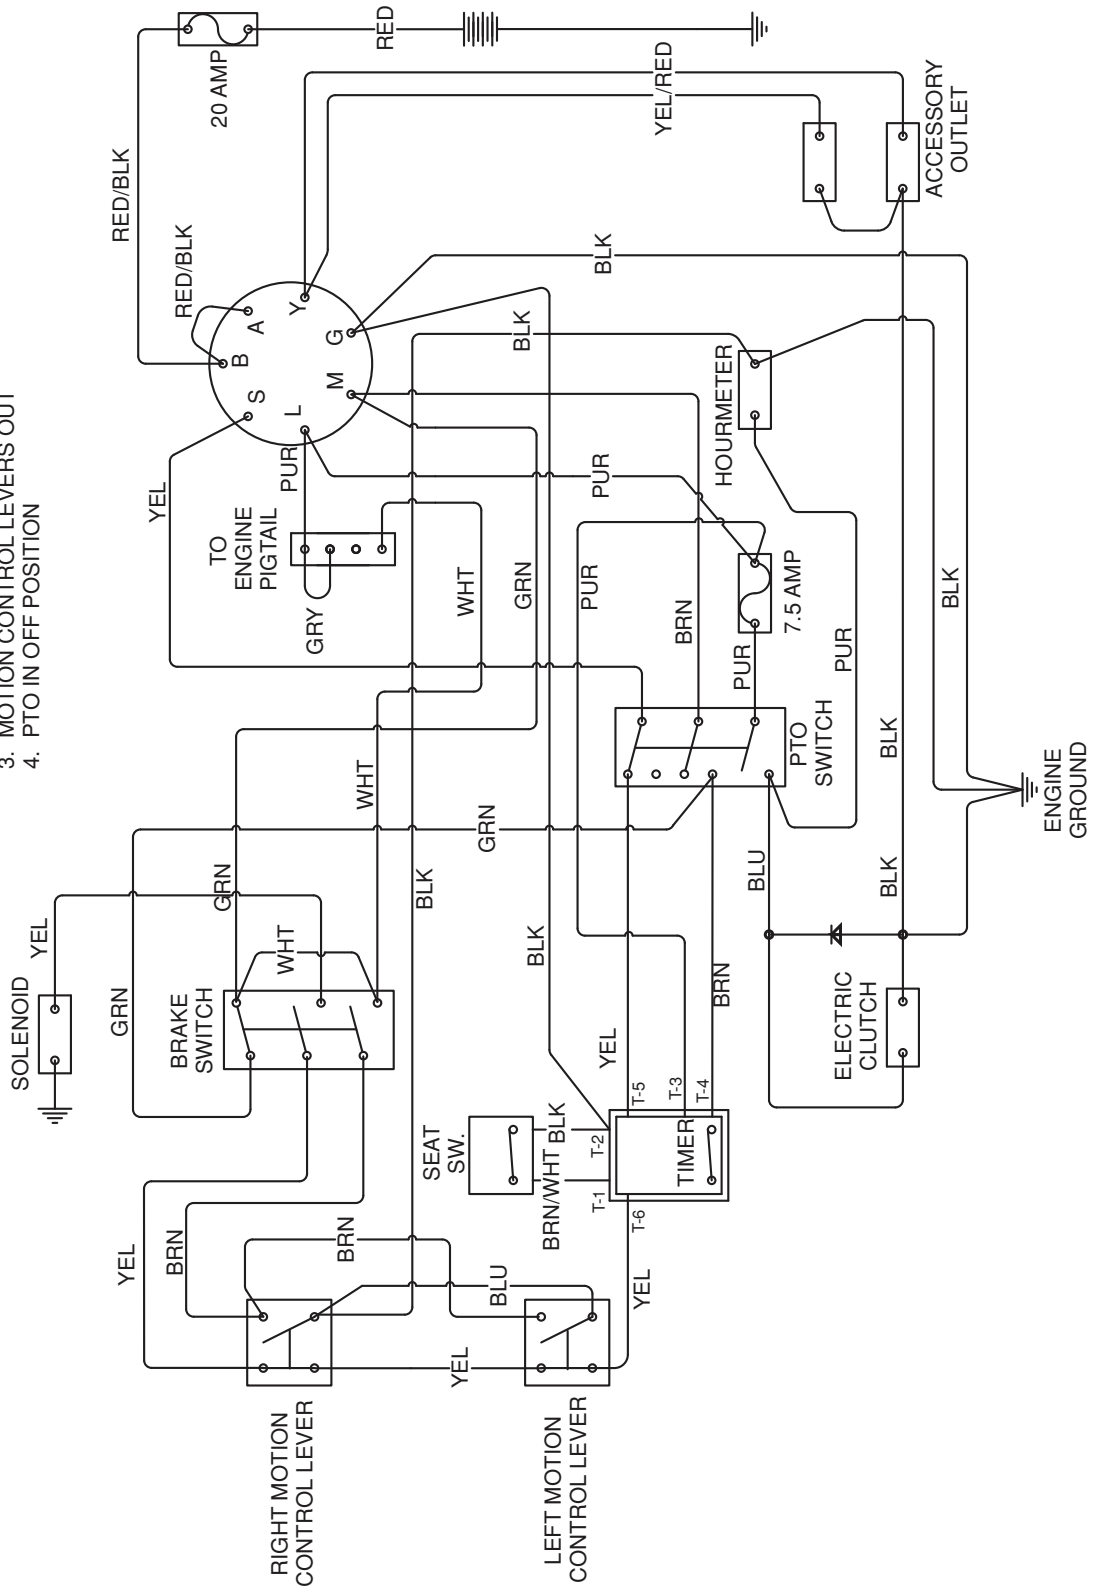 3. MOTION CONTROL LEVERS OUT
4. PTO IN OFF POSITION
SOLENOID
YEL
GRN
RED/BLK
YEL
BRN
BRAKE
SWITCH
YEL
RED/BLK
20 AMP
GRN
TO
ENGINE
PIGTAIL
S
B
A
L
Y
M
G
PUR
GRY
WHT
WHT
RIGHT MOTION
CONTROL LEVER
BRN
RED
BLK
SEAT
SW.
YEL
WHT
GRN
BLU
GRN
BLK
BLK
GRN
BRN/WHT
BLK
LEFT MOTION
CONTROL LEVER
T-1
T-2
YEL
PUR
PUR
BLK
YEL
T-6
T-5
TIMER
T-3
T-4
BRN
BRN
YEL/RED
BLU
PUR
HOURMETER
7.5 AMP
PTO
SWITCH
PUR
ELECTRIC
CLUTCH
BLK
BLK
BLK
ACCESSORY
OUTLET
ENGINE
GROUND